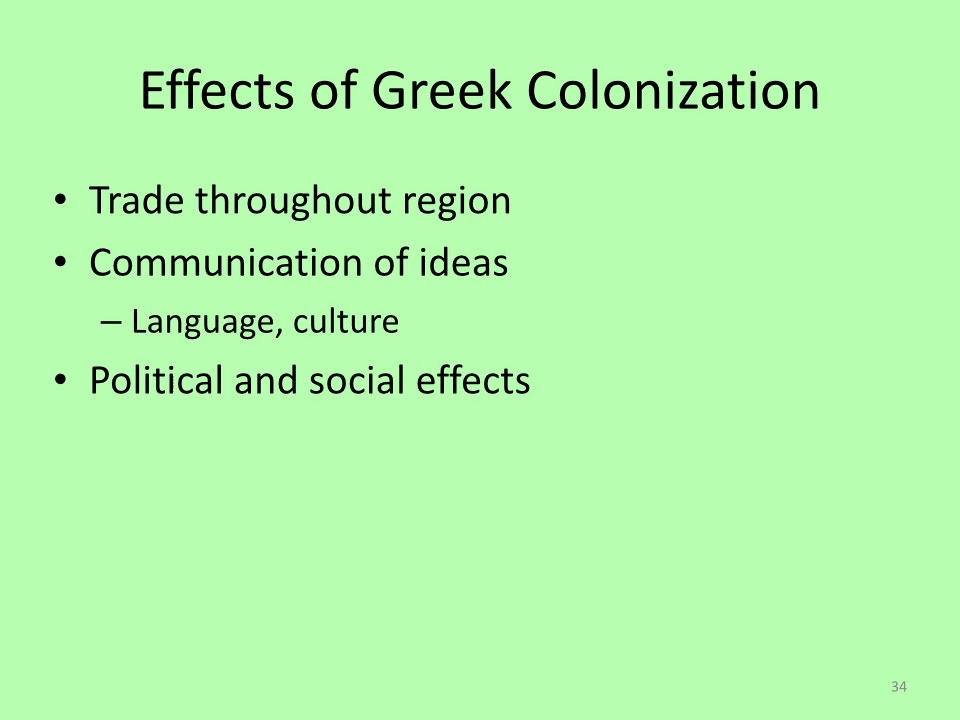 Effects of Greek Colonization
• Trade throughout region
• Communication of ideas
– Language, culture
• Political and social effects
34